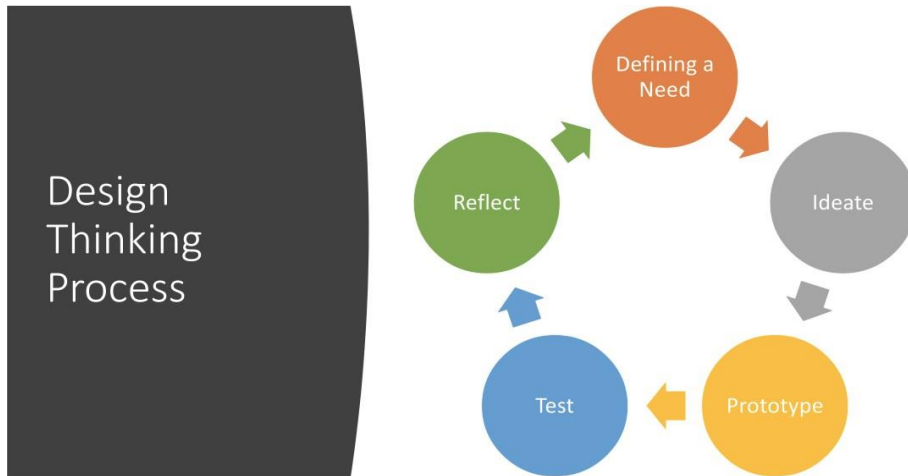 Design
Thinking
Process
Defining a
Need
Ideate
Prototype
Test
Reflect